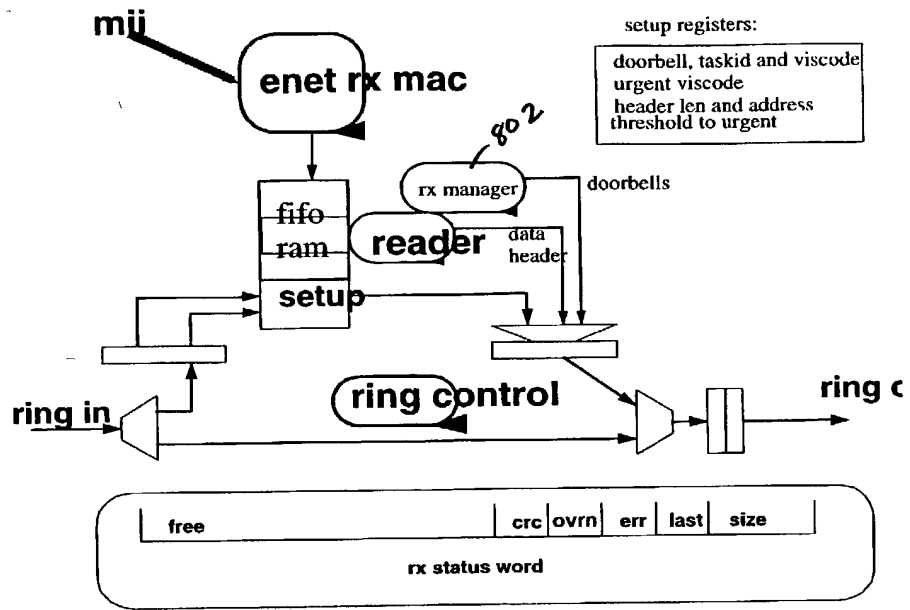 mii
setup registers:
doorbell, taskid and viscode
urgent viscode
header len and address
threshold to urgent
enet rx mac
802
rx manager
doorbells
fifo
ram
reader
data
header
setup
ring in
ring control
ring
free
crc
ovrn
err
last
size
rx status word